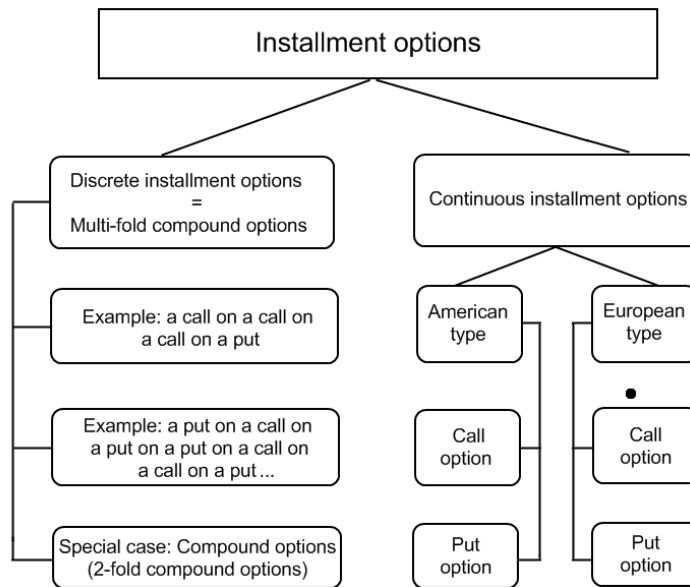 Installment options
Discrete installment options
=
Multi-fold compound options
Continuous installment options
Example: a call on a call on
a call on a put
American
type
European
type
Example: a put on a call on
a put on a put on a call on
a call on a put...
Call
option
Call
option
Special case: Compound options
(2-fold compound options)
Put
option
Put
option